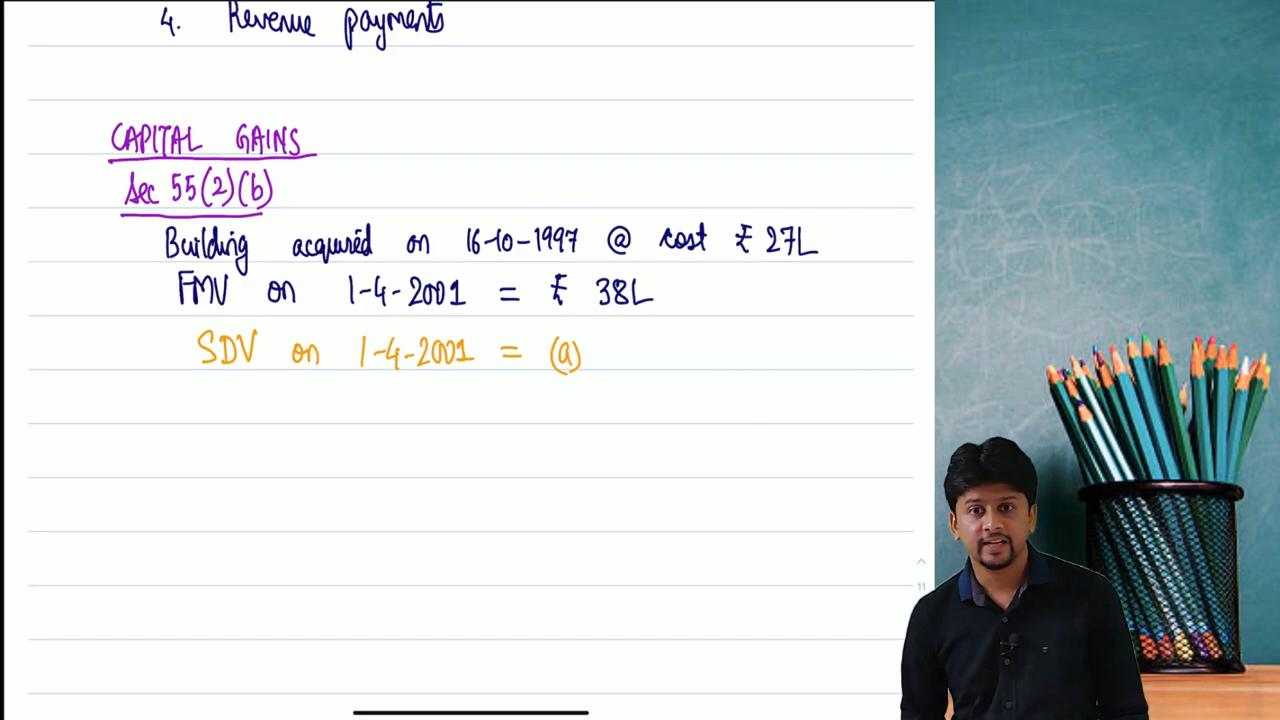 4. Revenue payments
CAPITAL GAINS
Sec 55(2)(b)
Building acquired on 16-10-1997 @ cost ₹ 27L
FMV on 1-4-2001 = ₹ 38L
SDV on 1-4-2001 = (a)
11